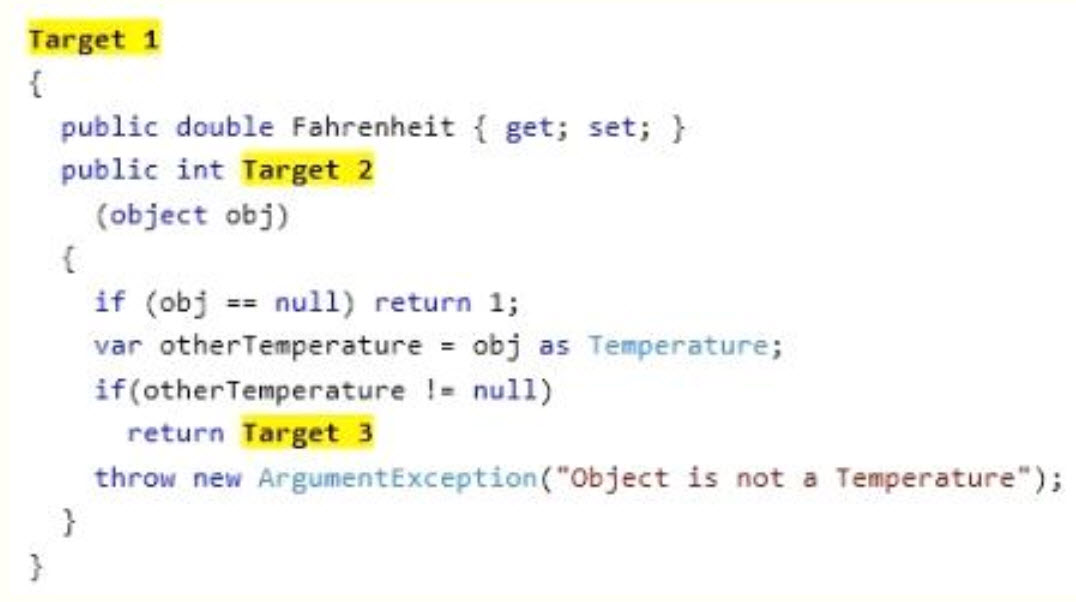 Target 1
{
public double Fahrenheit { get; set; }
public int Target 2
(object obj)
{
if (obj == null) return 1;
var otherTemperature = obj as Temperature;
if(otherTemperature != null)
return Target 3
throw new ArgumentException("Object is not a Temperature");
}
}